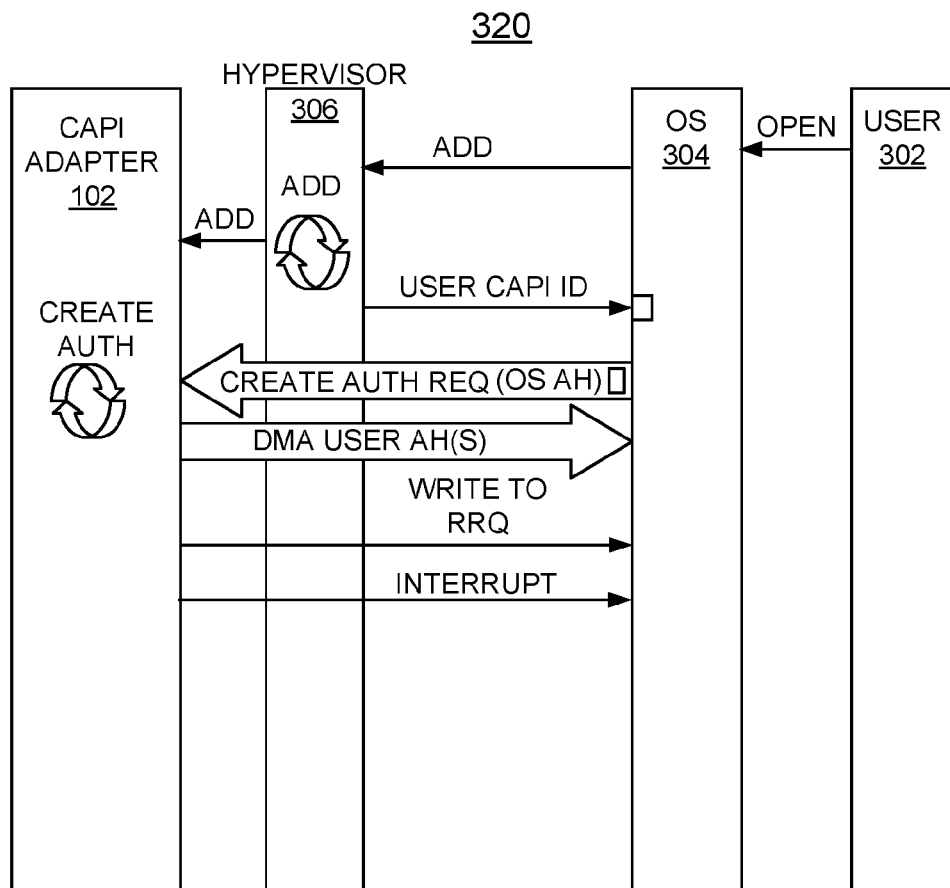 320
HYPERVISOR
306
CAPI
ADAPTER
102
OS
304
OPEN
USER
302
ADD
ADD
ADD
USER CAPI ID
CREATE
AUTH
CREATE AUTH REQ (OS AH)
DMA USER AH(S)
WRITE TO
RRQ
INTERRUPT